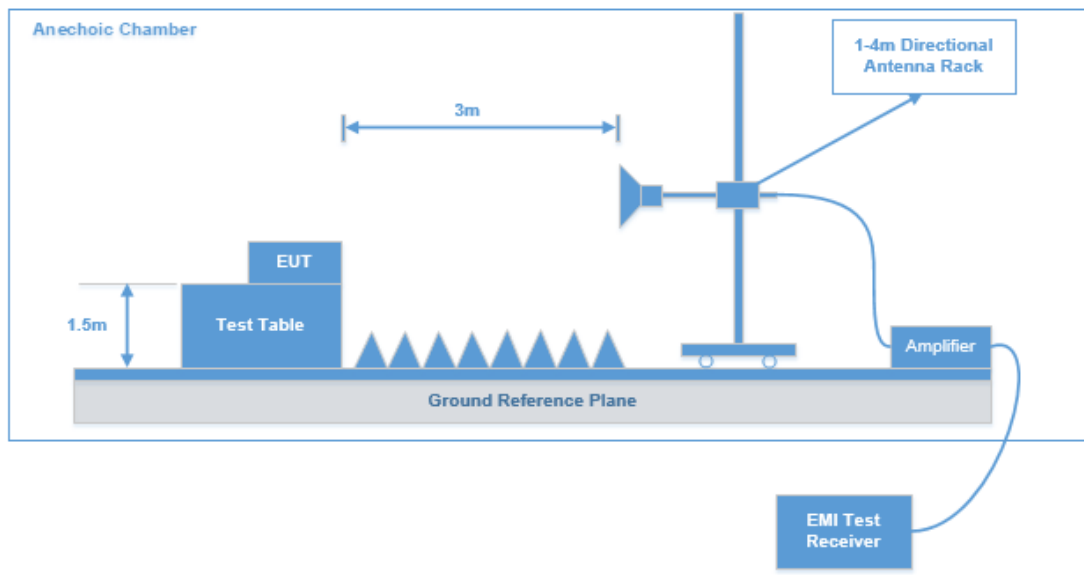 Anechoic Chamber
1-4m Directional
Antenna Rack
3m
EUT
1.5m
Test Table
Amplifier
Ground Reference Plane
EMI Test
Receiver